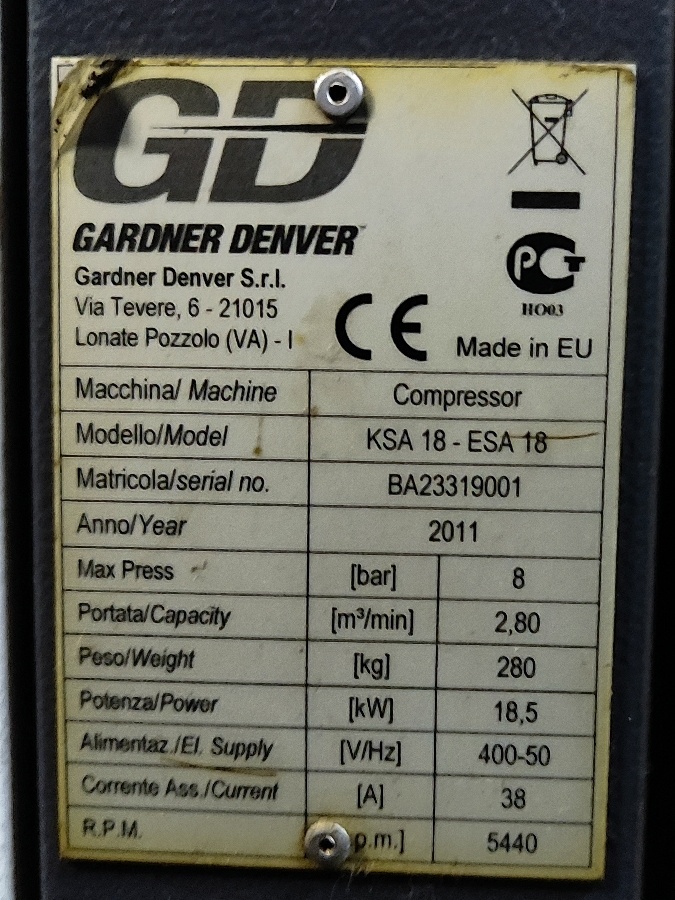 GD
GARDNER DENVER
Gardner Denver S.r.l.
Via Tevere, 6 - 21015
Lonate Pozzolo (VA) - I
CE
PCT
HO03
Made in EU
Macchina/ Machine Compressor
Modello/Model KSA 18 - ESA 18
Matricola/serial no. BA23319001
Anno/Year 2011
Max Press [bar] 8
Portata/Capacity [m³/min] 2,80
Peso/Weight [kg] 280
Potenza/Power [kW] 18,5
Alimentaz./El. Supply [V/Hz] 400-50
Corrente Ass./Current [A] 38
R.P.M. p.m.] 5440